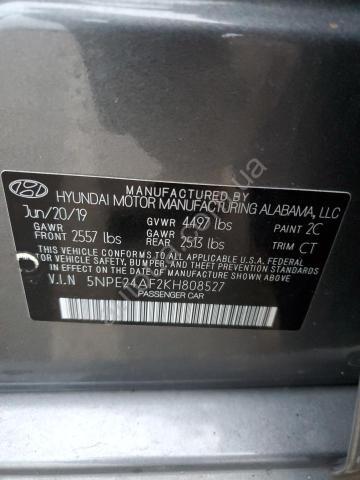 MANUFACTURED BY
HYUNDAI MOTOR MANUFACTURING ALABAMA, LLC
Jun/20/19 GVWR 4497 lbs PAINT 2C
GAWR FRONT 2557 lbs GAWR REAR 2513 lbs TRIM CT
THIS VEHICLE CONFORMS TO ALL APPLICABLE U.S.A. FEDERAL
MOTOR VEHICLE SAFETY, BUMPER, AND THEFT PREVENTION STANDARDS
IN EFFECT ON THE DATE OF MANUFACTURE SHOWN ABOVE.
V.I.N 5NPE24AF2KH808527
PASSENGER CAR